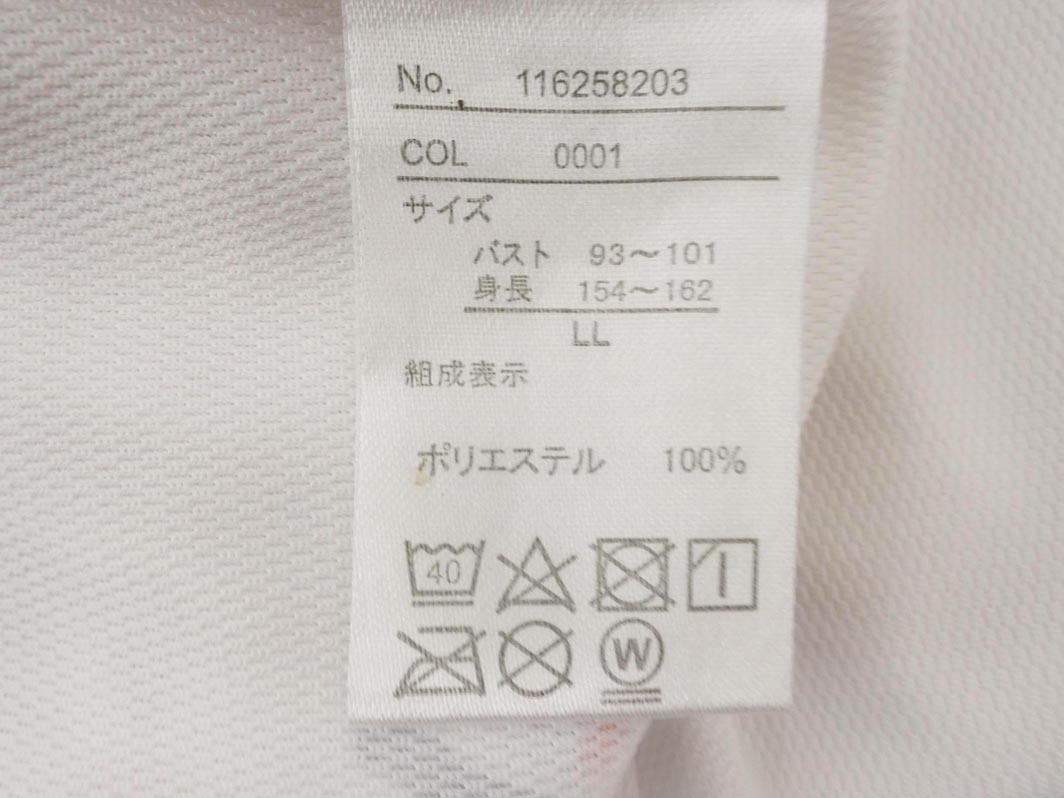 No. 116258203
COL 0001
サイズ
バスト 93～101
身長 154～162
LL
組成表示
ポリエステル 100%
40
W